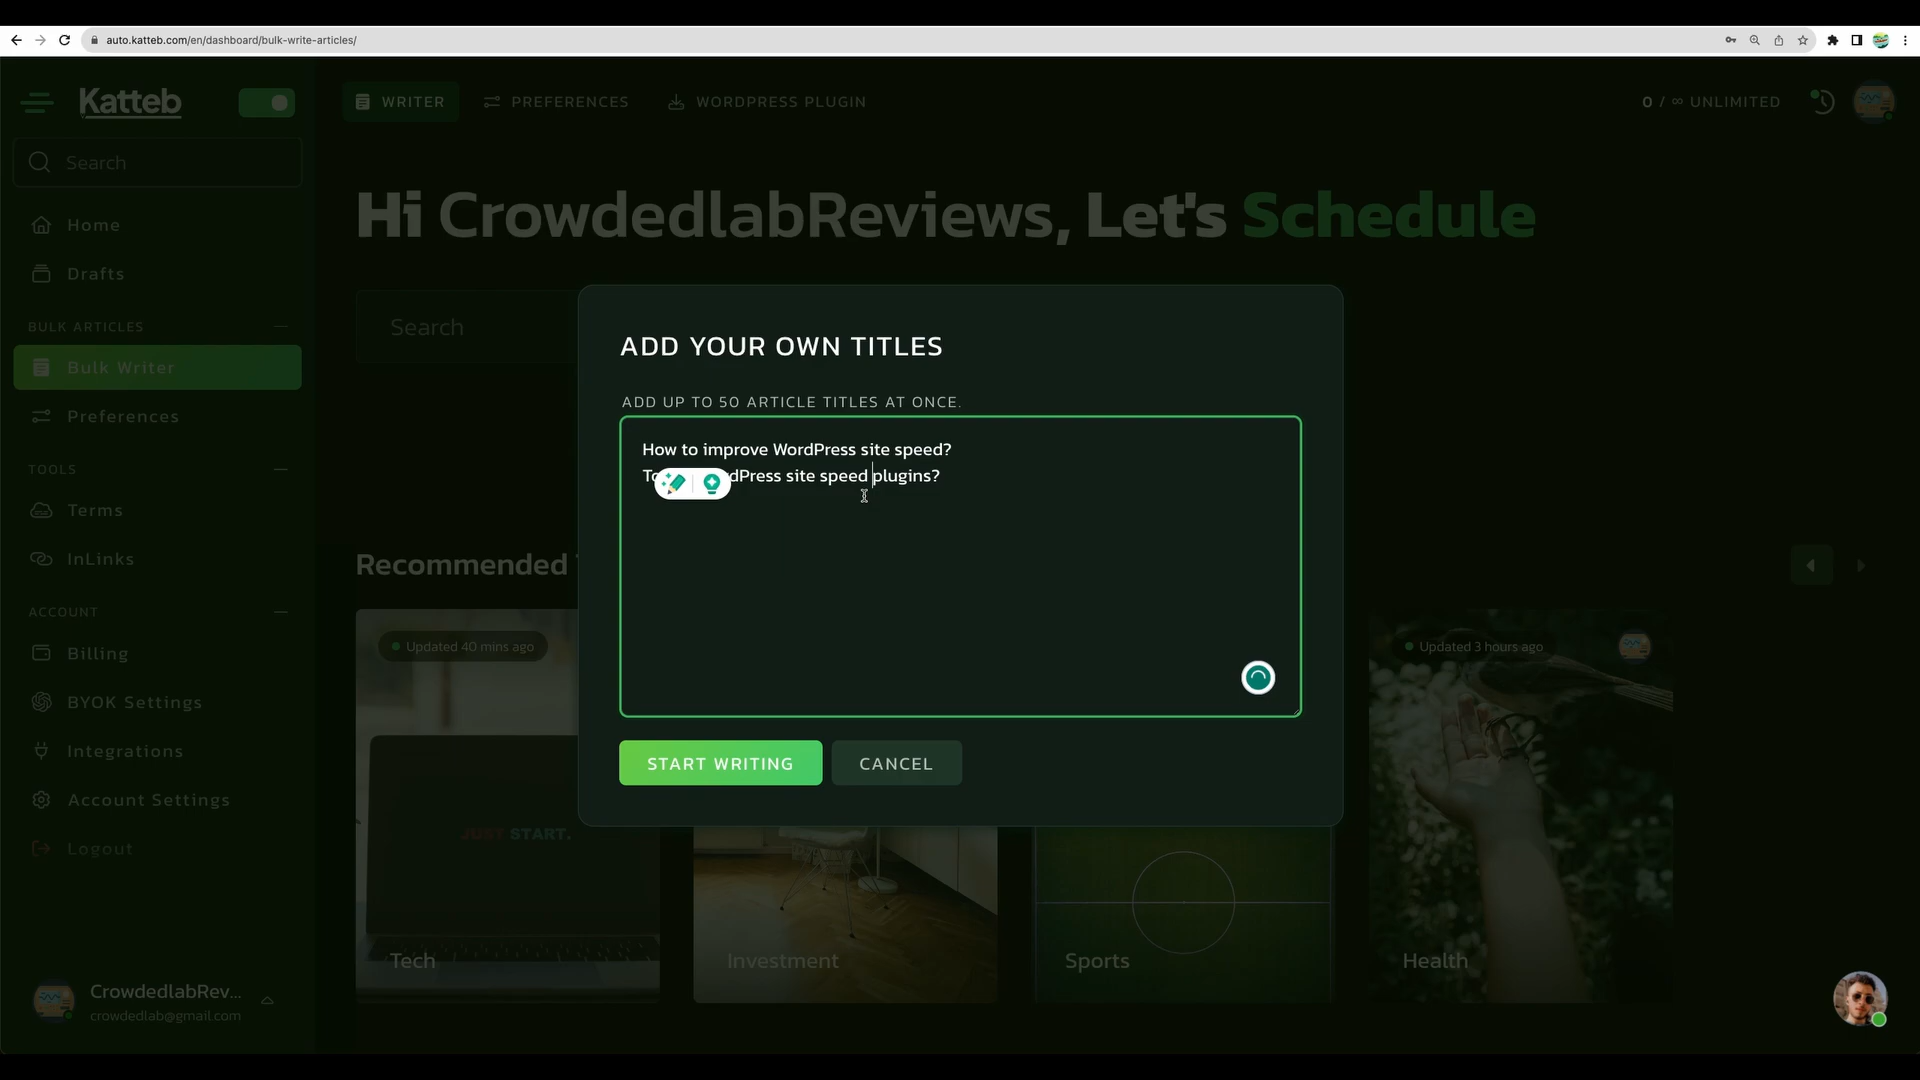 auto.katteb.com/en/dashboard/bulk-write-articles/
Katteb
WRITER
PREFERENCES
WORDPRESS PLUGIN
0 / ∞ UNLIMITED
Search
Hi CrowdedlabReviews, Let's Schedule
Home
Drafts
Search
BULK ARTICLES
Bulk Writer
Preferences
TOOLS
Terms
InLinks
ACCOUNT
Billing
BYOK Settings
Integrations
Account Settings
Logout
CrowdedlabRev...
crowdedlab@gmail.com
ADD YOUR OWN TITLES
ADD UP TO 50 ARTICLE TITLES AT ONCE.
How to improve WordPress site speed?
site speed plugins?
START WRITING
CANCEL
Recommended
Updated 40 mins ago
Updated 3 hours ago
JUST START.
Tech
Investment
Sports
Health